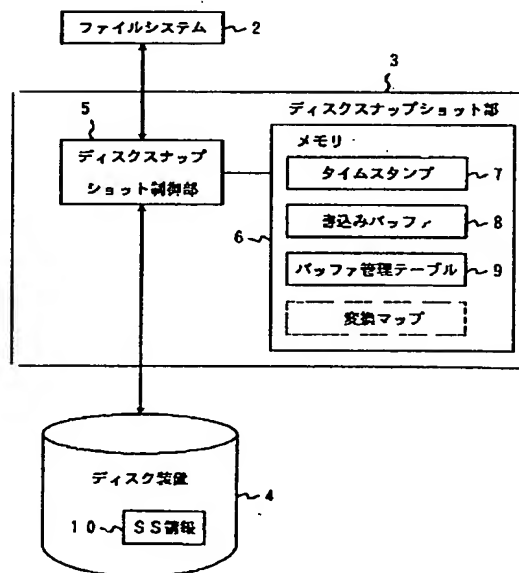 ファイルシステム
2
3
5
ディスクスナップショット部
ディスクスナップ
ショット制御部
メモリ
タイムスタンプ
7
書込みバッファ
8
6
バッファ管理テーブル
9
変換マップ
ディスク装置
4
10
SS情報